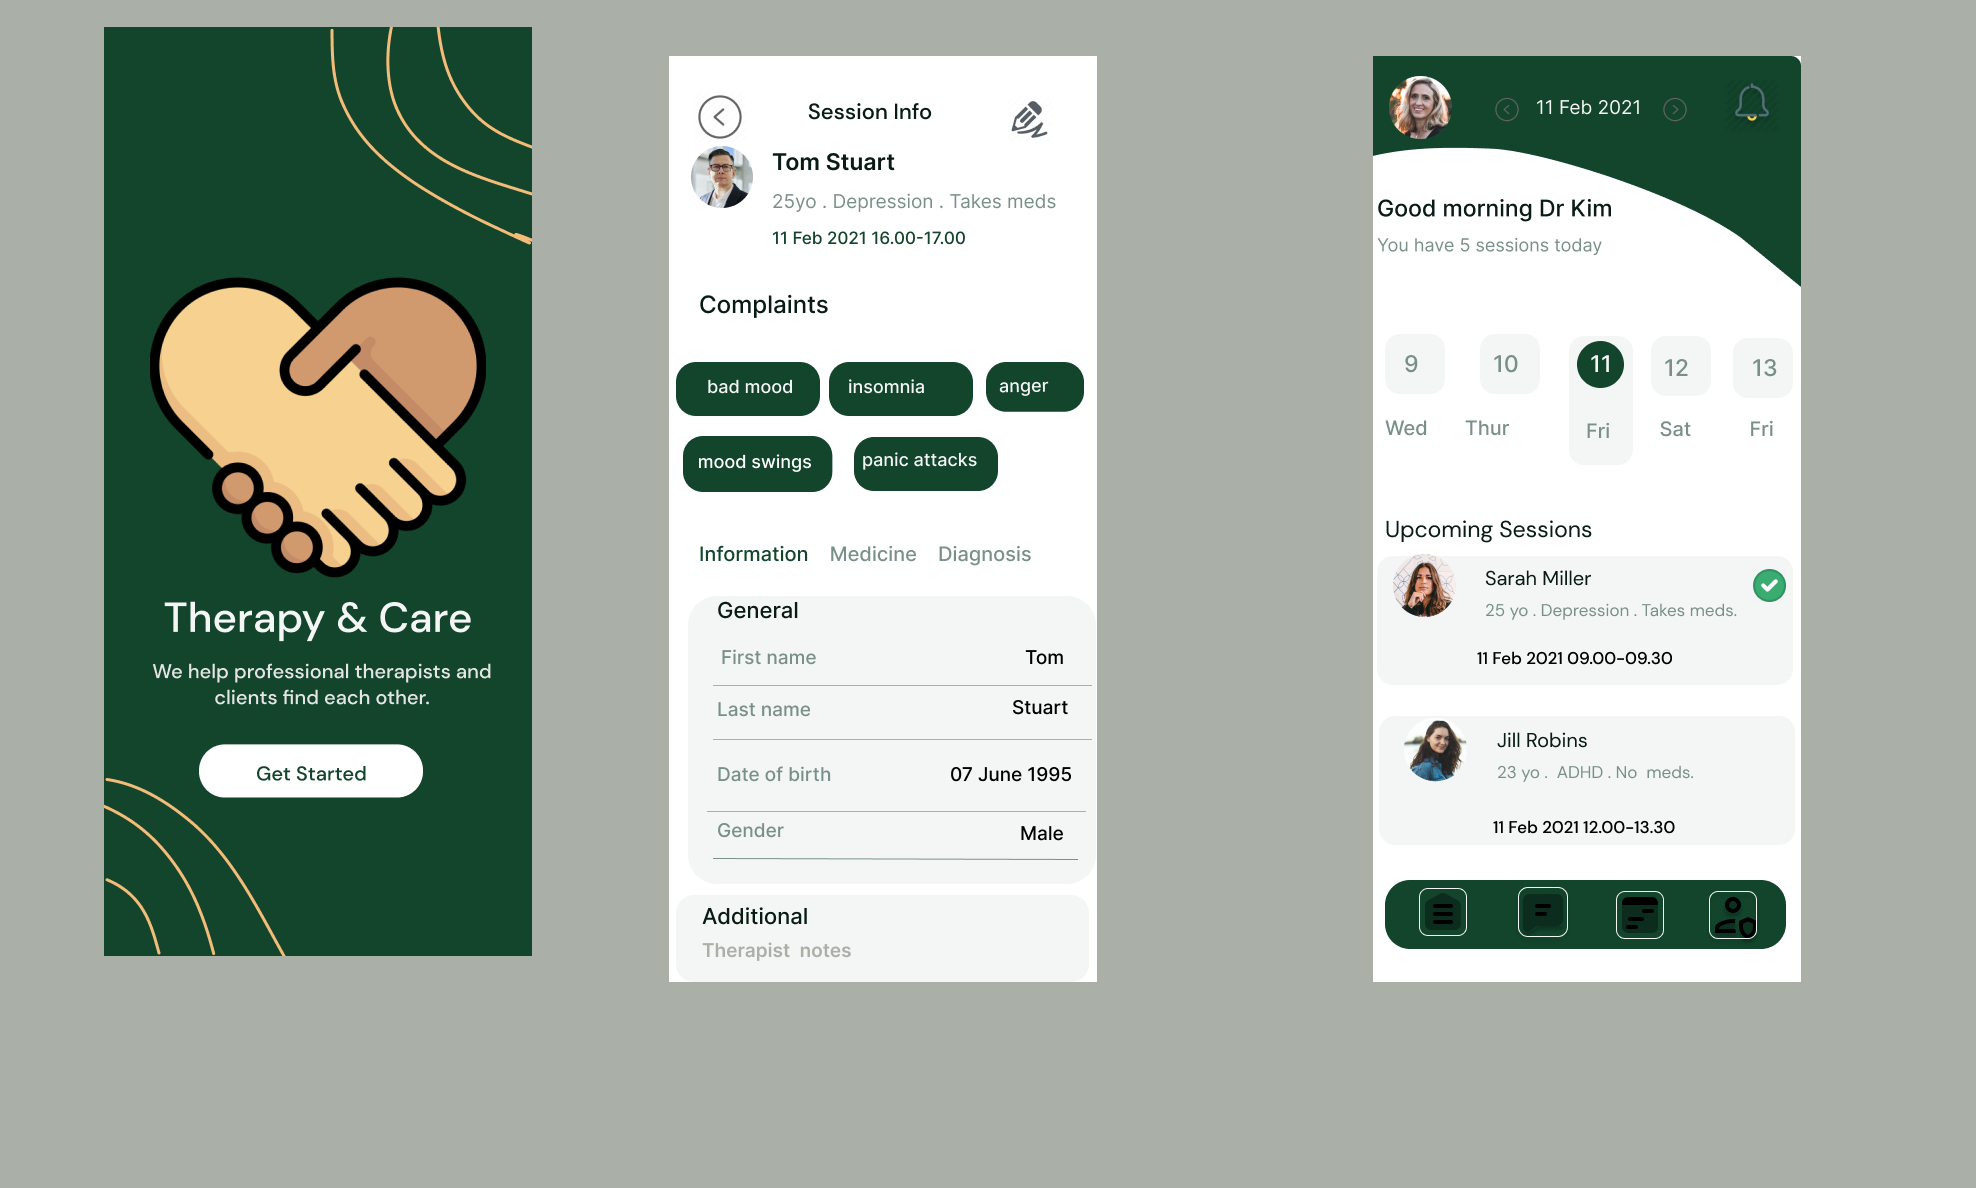 Therapy & Care
We help professional therapists and
clients find each other.
Get Started
Session Info
Tom Stuart
25yo . Depression . Takes meds
11 Feb 2021 16.00-17.00
Complaints
bad mood
insomnia
anger
mood swings
panic attacks
Information Medicine Diagnosis
General
First name Tom
Last name Stuart
Date of birth 07 June 1995
Gender Male
Additional
Therapist notes
11 Feb 2021
Good morning Dr Kim
You have 5 sessions today
9 10 11 12 13
Wed Thur Fri Sat Fri
Upcoming Sessions
Sarah Miller
25 yo . Depression . Takes meds.
11 Feb 2021 09.00-09.30
Jill Robins
23 yo . ADHD . No meds.
11 Feb 2021 12.00-13.30